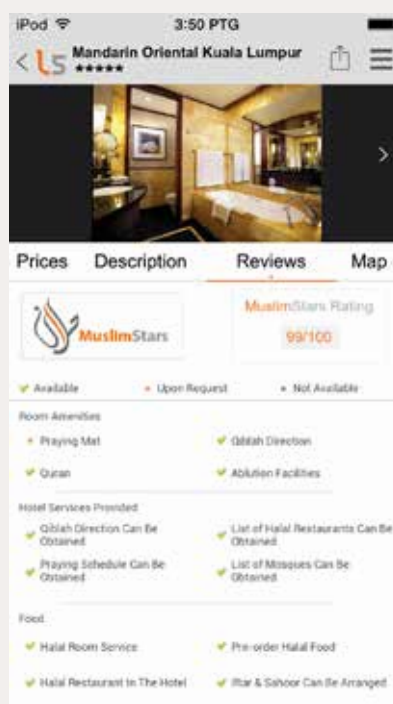 iPod 3:50 PTG
LS Mandarin Oriental Kuala Lumpur
★★★★★
Prices Description Reviews Map
MuslimStars
MuslimStars Rating
99/100
Available Upon Request Not Available
Room Amenities
Praying Mat Qiblah Direction
Quran Ablution Facilities
Hotel Services Provided
Qiblah Direction Can Be
Obtained
List of Halal Restaurants Can Be
Obtained
Praying Schedule Can Be
Obtained
List of Mosques Can Be
Obtained
Food
Halal Room Service Pre-order Halal Food
Halal Restaurant In The Hotel Iftar & Sahoor Can Be Arranged